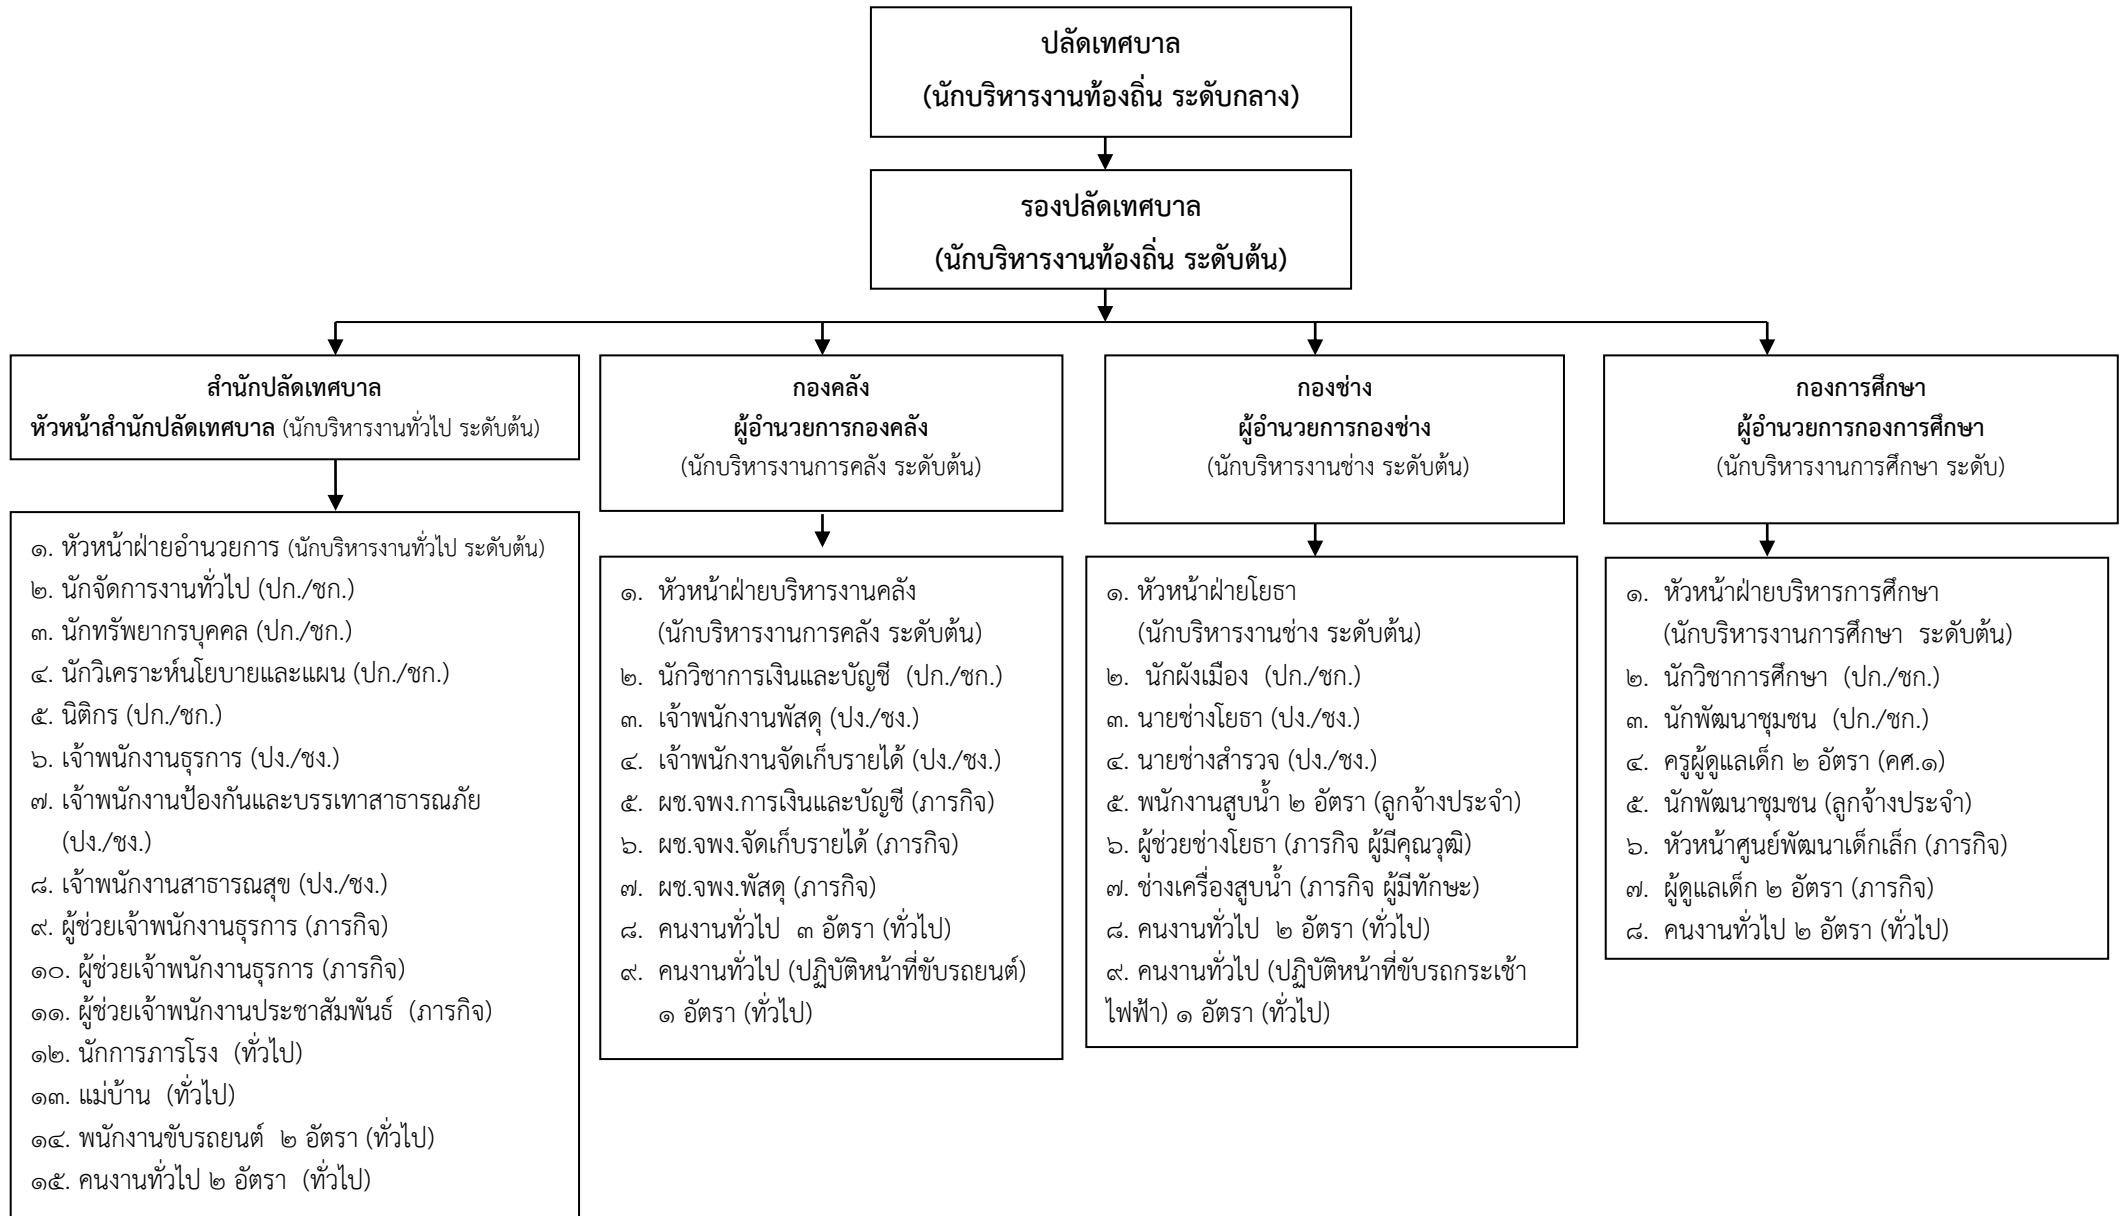 ปลัดเทศบาล
(นักบริหารงานท้องถิ่น ระดับกลาง)
รองปลัดเทศบาล
(นักบริหารงานท้องถิ่น ระดับต้น)
สำนักปลัดเทศบาล
หัวหน้าสำนักปลัดเทศบาล (นักบริหารงานทั่วไป ระดับต้น)
๑. หัวหน้าฝ่ายอำนวยการ (นักบริหารงานทั่วไป ระดับต้น)
๒. นักจัดการงานทั่วไป (ปก./ชก.)
๓. นักทรัพยากรบุคคล (ปก./ชก.)
๔. นักวิเคราะห์นโยบายและแผน (ปก./ชก.)
๕. นิติกร (ปก./ชก.)
๖. เจ้าพนักงานธุรการ (ปง./ชง.)
๗. เจ้าพนักงานป้องกันและบรรเทาสาธารณภัย
(ปง./ชง.)
๘. เจ้าพนักงานสาธารณสุข (ปง./ชง.)
๙. ผู้ช่วยเจ้าพนักงานธุรการ (ภารกิจ)
๑๐. ผู้ช่วยเจ้าพนักงานธุรการ (ภารกิจ)
๑๑. ผู้ช่วยเจ้าพนักงานประชาสัมพันธ์ (ภารกิจ)
๑๒. นักการภารโรง (ทั่วไป)
๑๓. แม่บ้าน (ทั่วไป)
๑๔. พนักงานขับรถยนต์ ๒ อัตรา (ทั่วไป)
๑๕. คนงานทั่วไป ๒ อัตรา (ทั่วไป)
กองคลัง
ผู้อำนวยการกองคลัง
(นักบริหารงานการคลัง ระดับต้น)
๑. หัวหน้าฝ่ายบริหารงานคลัง
(นักบริหารงานการคลัง ระดับต้น)
๒. นักวิชาการเงินและบัญชี (ปก./ชก.)
๓. เจ้าพนักงานพัสดุ (ปง./ชง.)
๔. เจ้าพนักงานจัดเก็บรายได้ (ปง./ชง.)
๕. ผช.จพง.การเงินและบัญชี (ภารกิจ)
๖. ผช.จพง.จัดเก็บรายได้ (ภารกิจ)
๗. ผช.จพง.พัสดุ (ภารกิจ)
๘. คนงานทั่วไป ๓ อัตรา (ทั่วไป)
๙. คนงานทั่วไป (ปฏิบัติหน้าที่ขับรถยนต์)
๑ อัตรา (ทั่วไป)
กองช่าง
ผู้อำนวยการกองช่าง
(นักบริหารงานช่าง ระดับต้น)
๑. หัวหน้าฝ่ายโยธา
(นักบริหารงานช่าง ระดับต้น)
๒. นักผังเมือง (ปก./ชก.)
๓. นายช่างโยธา (ปง./ชง.)
๔. นายช่างสำรวจ (ปง./ชง.)
๕. พนักงานสูบน้ำ ๒ อัตรา (ลูกจ้างประจำ)
๖. ผู้ช่วยช่างโยธา (ภารกิจ ผู้มีคุณวุฒิ)
๗. ช่างเครื่องสูบน้ำ (ภารกิจ ผู้มีทักษะ)
๘. คนงานทั่วไป ๒ อัตรา (ทั่วไป)
๙. คนงานทั่วไป (ปฏิบัติหน้าที่ขับรถกระเช้า
ไฟฟ้า) ๑ อัตรา (ทั่วไป)
กองการศึกษา
ผู้อำนวยการกองการศึกษา
(นักบริหารงานการศึกษา ระดับ)
๑. หัวหน้าฝ่ายบริหารการศึกษา
(นักบริหารงานการศึกษา ระดับต้น)
๒. นักวิชาการศึกษา (ปก./ชก.)
๓. นักพัฒนาชุมชน (ปก./ชก.)
๔. ครูผู้ดูแลเด็ก ๒ อัตรา (คศ.๑)
๕. นักพัฒนาชุมชน (ลูกจ้างประจำ)
๖. หัวหน้าศูนย์พัฒนาเด็กเล็ก (ภารกิจ)
๗. ผู้ดูแลเด็ก ๒ อัตรา (ภารกิจ)
๘. คนงานทั่วไป ๒ อัตรา (ทั่วไป)